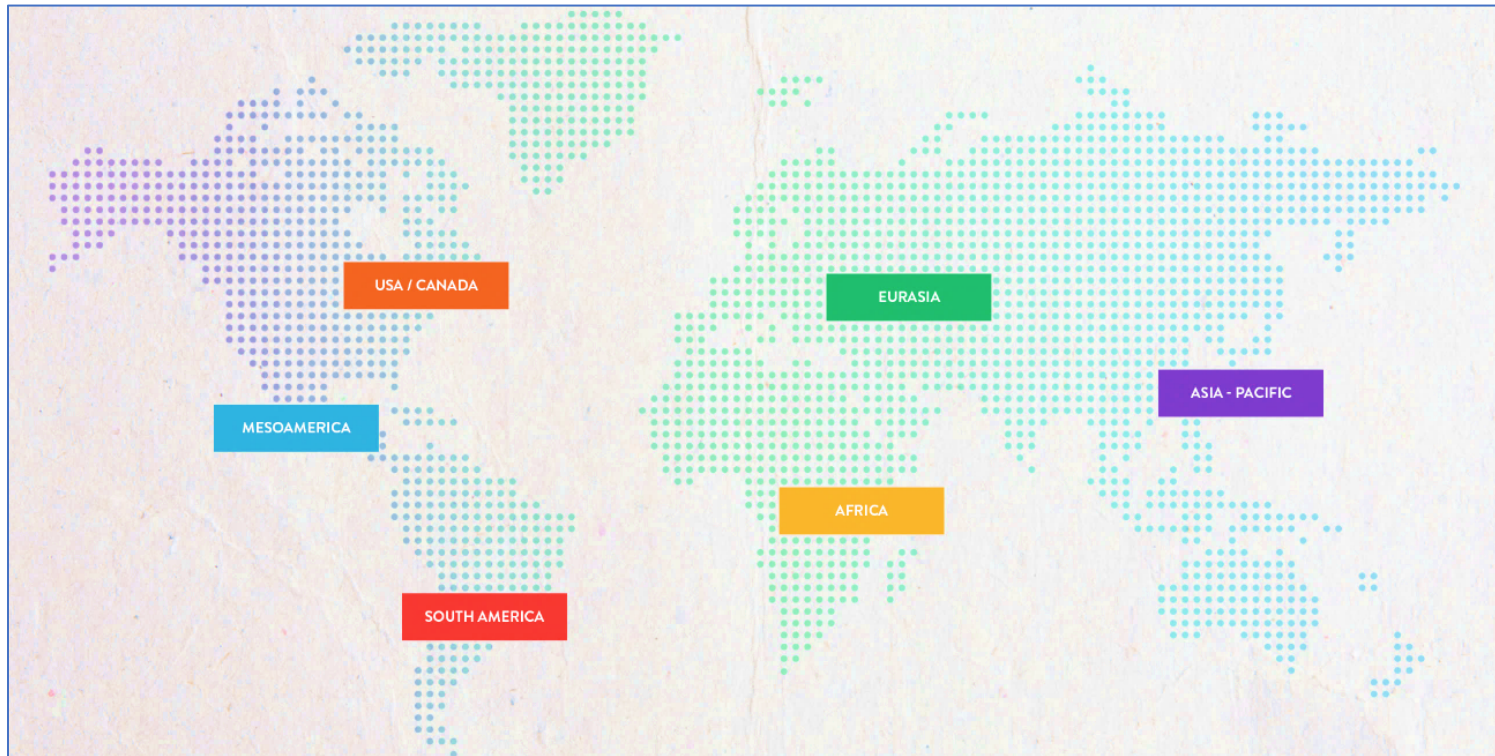 USA / CANADA
EURASIA
ASIA - PACIFIC
MESOAMERICA
AFRICA
SOUTH AMERICA